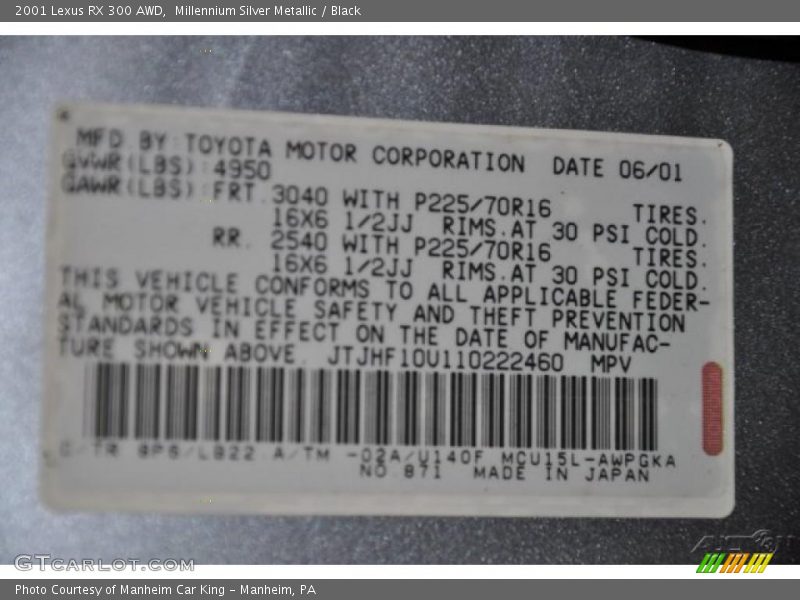 2001 Lexus RX 300 AWD,  Millennium Silver Metallic / Black
MFD BY TOYOTA MOTOR CORPORATION DATE 06/01
GVWR(LBS): 4950
GAWR(LBS): FRT 3040 WITH P225/70R16 TIRES.
16X6 1/2JJ RIMS.AT 30 PSI COLD.
RR. 2540 WITH P225/70R16 TIRES.
16X6 1/2JJ RIMS.AT 30 PSI COLD.
THIS VEHICLE CONFORMS TO ALL APPLICABLE FEDER-
AL MOTOR VEHICLE SAFETY AND THEFT PREVENTION
STANDARDS IN EFFECT ON THE DATE OF MANUFAC-
TURE SHOWN ABOVE. JTJHF10U110222460 MPV
C/TR 8P8/LB22 A/TM -02A/U140F MCU15L-AWPGKA
NO 871 MADE IN JAPAN
GTCARLOT.COM
Photo Courtesy of Manheim Car King - Manheim, PA